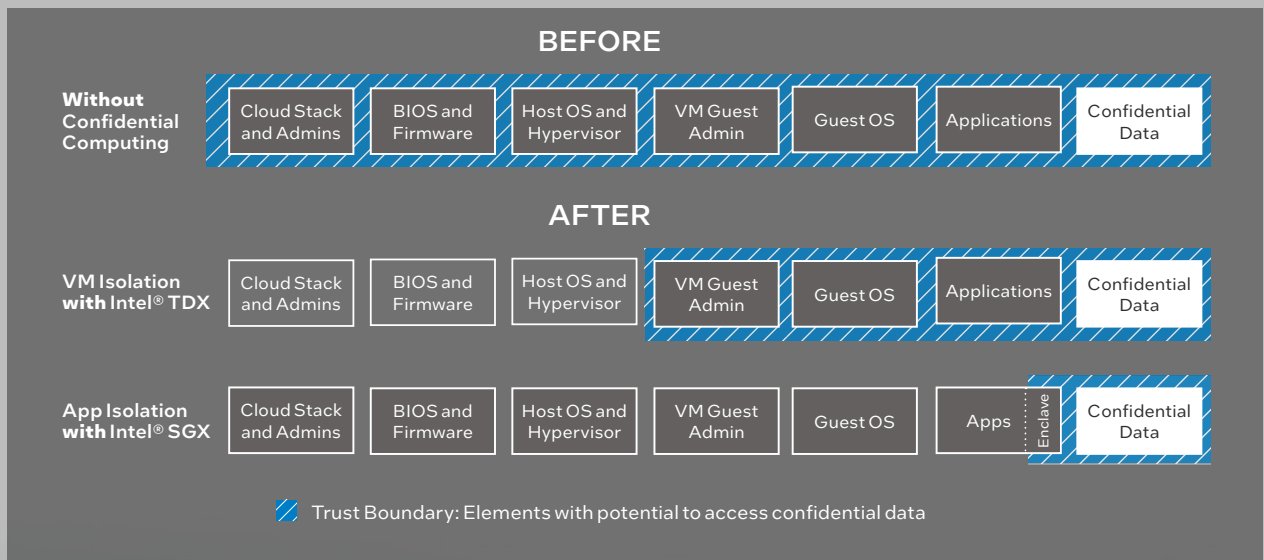 BEFORE
Without
Confidential
Computing
Cloud Stack
and Admins
BIOS and
Firmware
Host OS and
Hypervisor
VM Guest
Admin
Guest OS
Applications
Confidential
Data
AFTER
VM Isolation
with Intel® TDX
Cloud Stack
and Admins
BIOS and
Firmware
Host OS and
Hypervisor
VM Guest
Admin
Guest OS
Applications
Confidential
Data
App Isolation
with Intel® SGX
Cloud Stack
and Admins
BIOS and
Firmware
Host OS and
Hypervisor
VM Guest
Admin
Guest OS
Apps
Enclave
Confidential
Data
Trust Boundary: Elements with potential to access confidential data